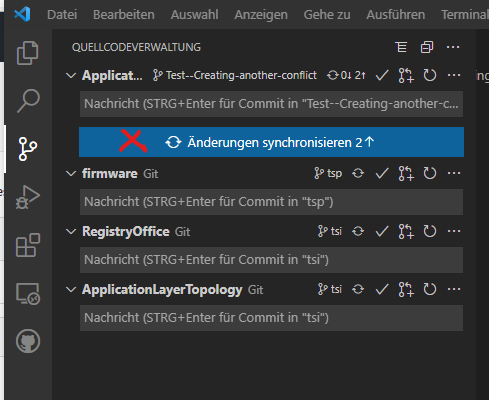 Datei Bearbeiten Auswahl Anzeigen Gehe zu Ausführen Terminal
QUELLCODEVERWALTUNG
Applicat... Test--Creating-another-conflict 0↓ 2↑
Nachricht (STRG+Enter für Commit in "Test--Creating-another-c...
Änderungen synchronisieren 2↑
firmware Git tsp
Nachricht (STRG+Enter für Commit in "tsp")
RegistryOffice Git tsi
Nachricht (STRG+Enter für Commit in "tsi")
ApplicationLayerTopology Git tsi
Nachricht (STRG+Enter für Commit in "tsi")